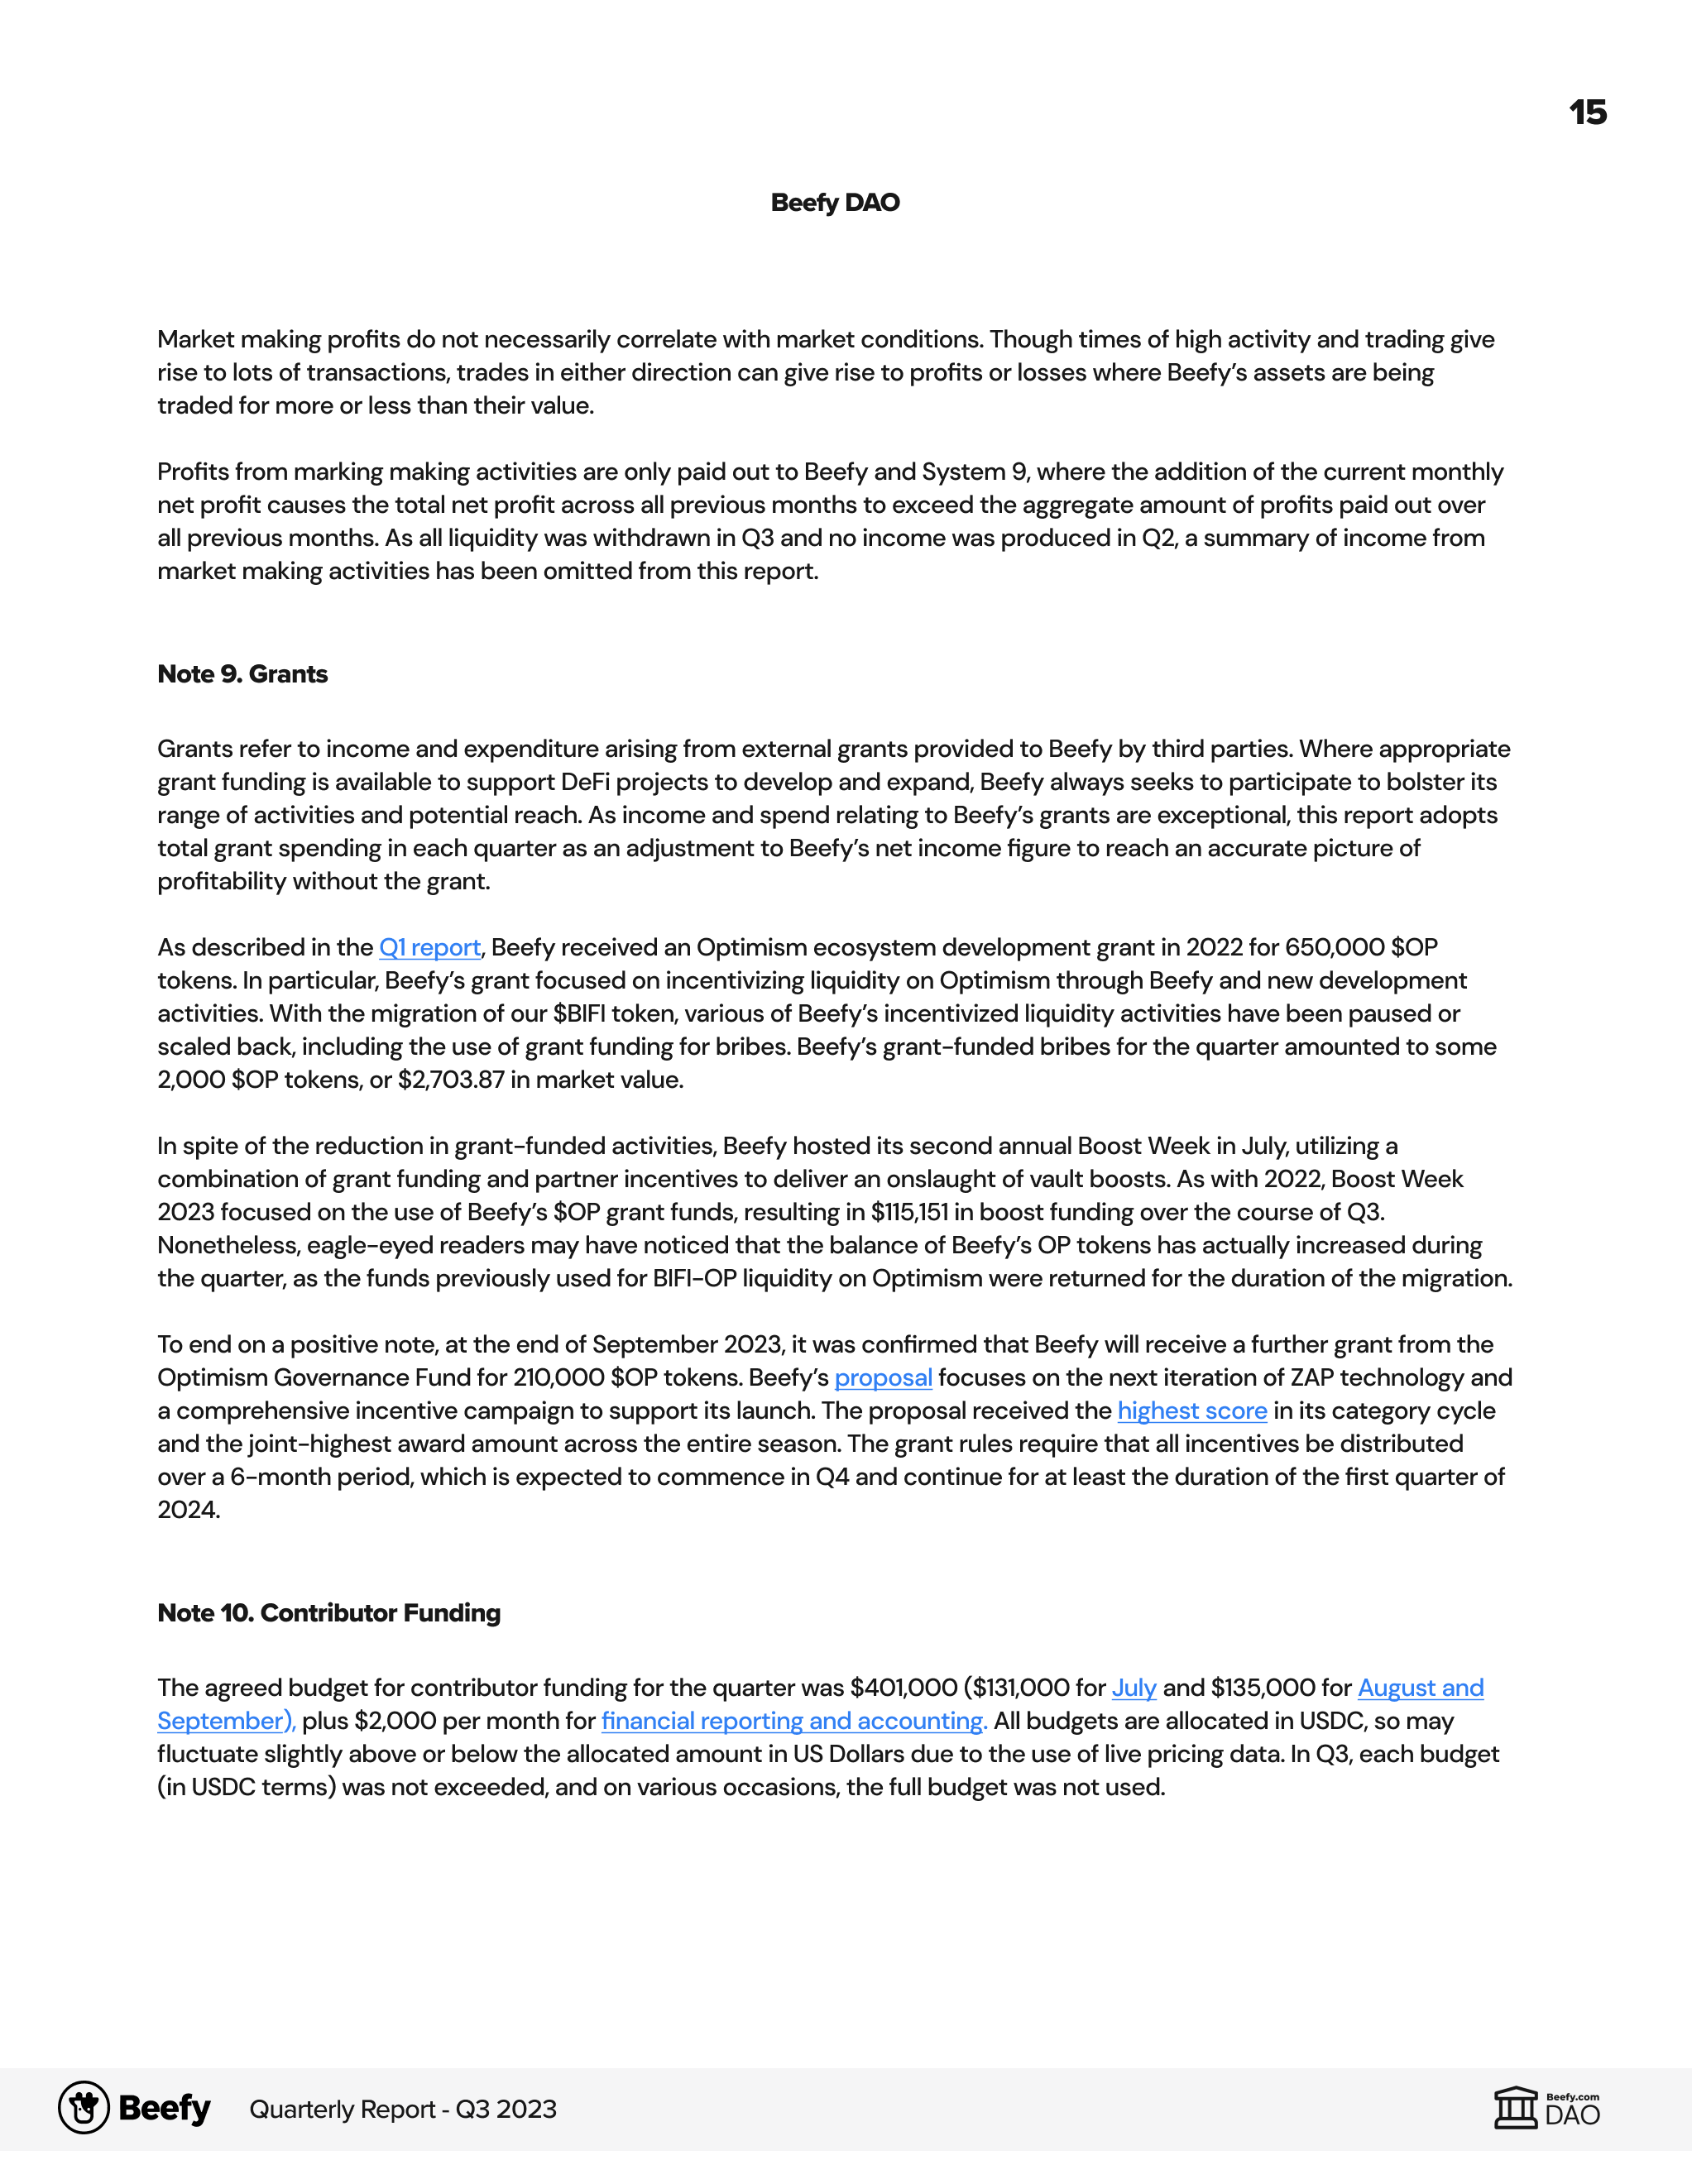 15
Beefy DAO
Market making profits do not necessarily correlate with market conditions. Though times of high activity and trading give
rise to lots of transactions, trades in either direction can give rise to profits or losses where Beefy’s assets are being
traded for more or less than their value.
Profits from marking making activities are only paid out to Beefy and System 9, where the addition of the current monthly
net profit causes the total net profit across all previous months to exceed the aggregate amount of profits paid out over
all previous months. As all liquidity was withdrawn in Q3 and no income was produced in Q2, a summary of income from
market making activities has been omitted from this report.
Note 9. Grants
Grants refer to income and expenditure arising from external grants provided to Beefy by third parties. Where appropriate
grant funding is available to support DeFi projects to develop and expand, Beefy always seeks to participate to bolster its
range of activities and potential reach. As income and spend relating to Beefy’s grants are exceptional, this report adopts
total grant spending in each quarter as an adjustment to Beefy’s net income figure to reach an accurate picture of
profitability without the grant.
As described in the Q1 report, Beefy received an Optimism ecosystem development grant in 2022 for 650,000 $OP
tokens. In particular, Beefy’s grant focused on incentivizing liquidity on Optimism through Beefy and new development
activities. With the migration of our $BIFI token, various of Beefy’s incentivized liquidity activities have been paused or
scaled back, including the use of grant funding for bribes. Beefy’s grant-funded bribes for the quarter amounted to some
2,000 $OP tokens, or $2,703.87 in market value.
In spite of the reduction in grant-funded activities, Beefy hosted its second annual Boost Week in July, utilizing a
combination of grant funding and partner incentives to deliver an onslaught of vault boosts. As with 2022, Boost Week
2023 focused on the use of Beefy’s $OP grant funds, resulting in $115,151 in boost funding over the course of Q3.
Nonetheless, eagle-eyed readers may have noticed that the balance of Beefy’s OP tokens has actually increased during
the quarter, as the funds previously used for BIFI-OP liquidity on Optimism were returned for the duration of the migration.
To end on a positive note, at the end of September 2023, it was confirmed that Beefy will receive a further grant from the
Optimism Governance Fund for 210,000 $OP tokens. Beefy’s proposal focuses on the next iteration of ZAP technology and
a comprehensive incentive campaign to support its launch. The proposal received the highest score in its category cycle
and the joint-highest award amount across the entire season. The grant rules require that all incentives be distributed
over a 6-month period, which is expected to commence in Q4 and continue for at least the duration of the first quarter of
2024.
Note 10. Contributor Funding
The agreed budget for contributor funding for the quarter was $401,000 ($131,000 for July and $135,000 for August and
September), plus $2,000 per month for financial reporting and accounting. All budgets are allocated in USDC, so may
fluctuate slightly above or below the allocated amount in US Dollars due to the use of live pricing data. In Q3, each budget
(in USDC terms) was not exceeded, and on various occasions, the full budget was not used.
Beefy
Quarterly Report - Q3 2023
Beefy.com
DAO